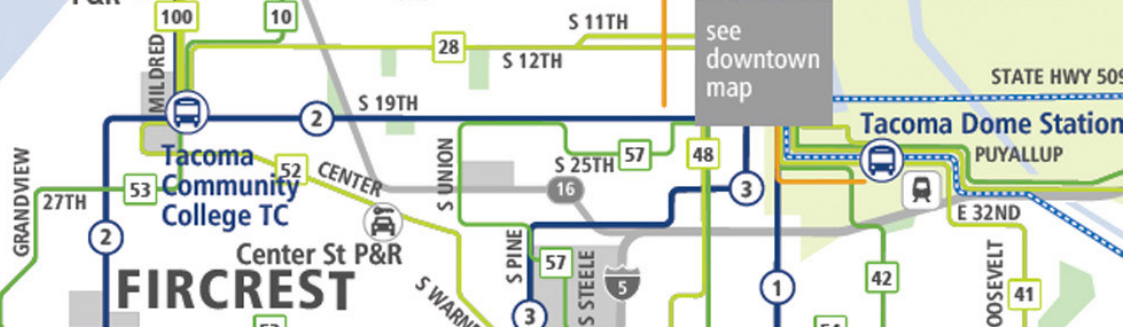 100
10
S 11TH
28
S 12TH
see
downtown
map
STATE HWY 509
MILDRED
S 19TH
2
Tacoma Dome Station
PUYALLUP
Tacoma
Community
College TC
52
CENTER
S UNION
S 25TH
57
48
16
3
GRANDVIEW
27TH
53
2
Center St P&R
E 32ND
FIRCREST
S PINE
57
S STEELE
5
3
1
42
41